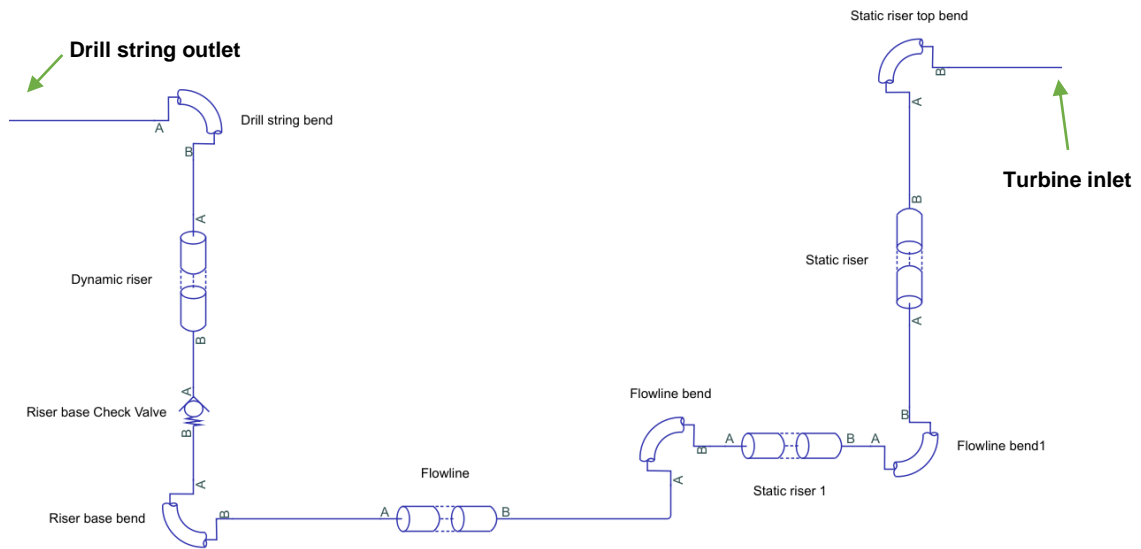 Static riser top bend
Drill string outlet
B
A
Drill string bend
A
B
Turbine inlet
A
B
Dynamic riser
Static riser
B
A
A
Flowline bend
Riser base Check Valve
B
B
A
B
A
B
A
Flowline bend1
A
Flowline
A
Static riser 1
Riser base bend
B
A
B